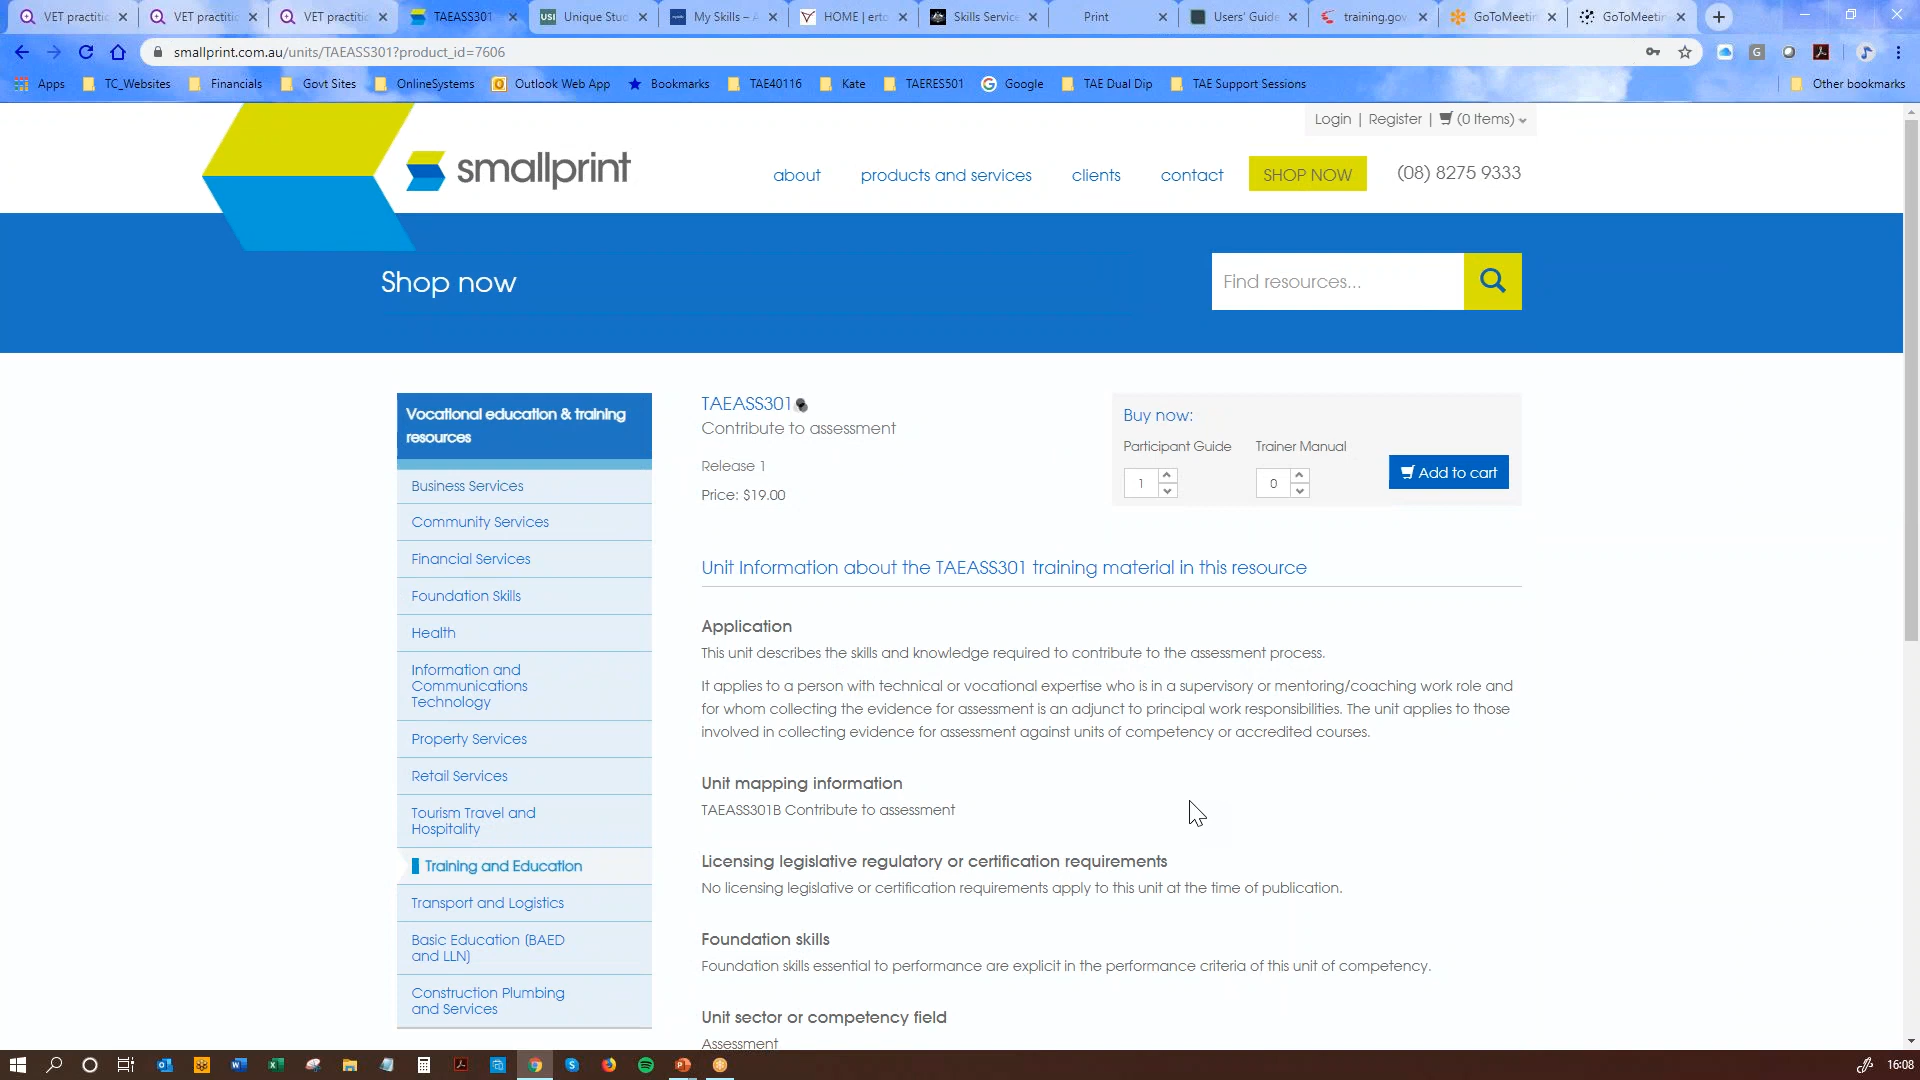 VET practitic
VET practitic
VET practitic
TAEASS301
USI Unique Stud
My Skills – A
HOME | erto
Skills Service
Print
Users' Guide
training.gov.
GoToMeetin
GoToMeetin
smallprint.com.au/units/TAEASS301?product_id=7606
Apps
TC_Websites
Financials
Govt Sites
OnlineSystems
Outlook Web App
Bookmarks
TAE40116
Kate
TAERES501
Google
TAE Dual Dip
TAE Support Sessions
Other bookmarks
Login | Register | (0 Items)
smallprint
about
products and services
clients
contact
SHOP NOW
(08) 8275 9333
Shop now
Find resources...
Vocational education & training
resources
Business Services
Community Services
Financial Services
Foundation Skills
Health
Information and
Communications
Technology
Property Services
Retail Services
Tourism Travel and
Hospitality
Training and Education
Transport and Logistics
Basic Education (BAED
and LLN)
Construction Plumbing
and Services
TAEASS301
Contribute to assessment
Release 1
Price: $19.00
Buy now:
Participant Guide
Trainer Manual
1
0
Add to cart
Unit Information about the TAEASS301 training material in this resource
Application
This unit describes the skills and knowledge required to contribute to the assessment process.
It applies to a person with technical or vocational expertise who is in a supervisory or mentoring/coaching work role and
for whom collecting the evidence for assessment is an adjunct to principal work responsibilities. The unit applies to those
involved in collecting evidence for assessment against units of competency or accredited courses.
Unit mapping information
TAEASS301B Contribute to assessment
Licensing legislative regulatory or certification requirements
No licensing legislative or certification requirements apply to this unit at the time of publication.
Foundation skills
Foundation skills essential to performance are explicit in the performance criteria of this unit of competency.
Unit sector or competency field
Assessment
16:08